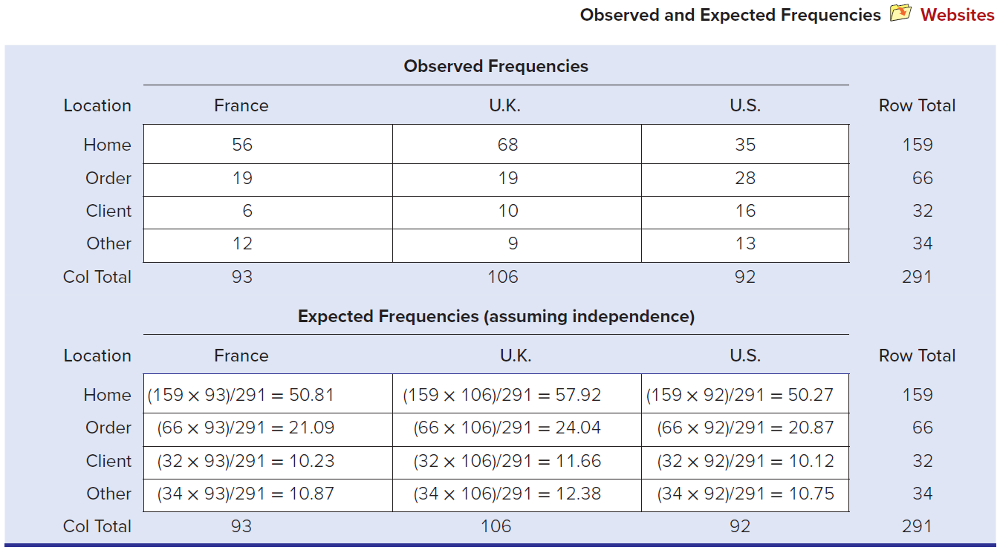 Observed and Expected Frequencies Websites
Observed Frequencies
Location France U.K. U.S. Row Total
Home 56 68 35 159
Order 19 19 28 66
Client 6 10 16 32
Other 12 9 13 34
Col Total 93 106 92 291
Expected Frequencies (assuming independence)
Location France U.K. U.S. Row Total
Home (159 × 93)/291 = 50.81 (159 × 106)/291 = 57.92 (159 × 92)/291 = 50.27 159
Order (66 × 93)/291 = 21.09 (66 × 106)/291 = 24.04 (66 × 92)/291 = 20.87 66
Client (32 × 93)/291 = 10.23 (32 × 106)/291 = 11.66 (32 × 92)/291 = 10.12 32
Other (34 × 93)/291 = 10.87 (34 × 106)/291 = 12.38 (34 × 92)/291 = 10.75 34
Col Total 93 106 92 291